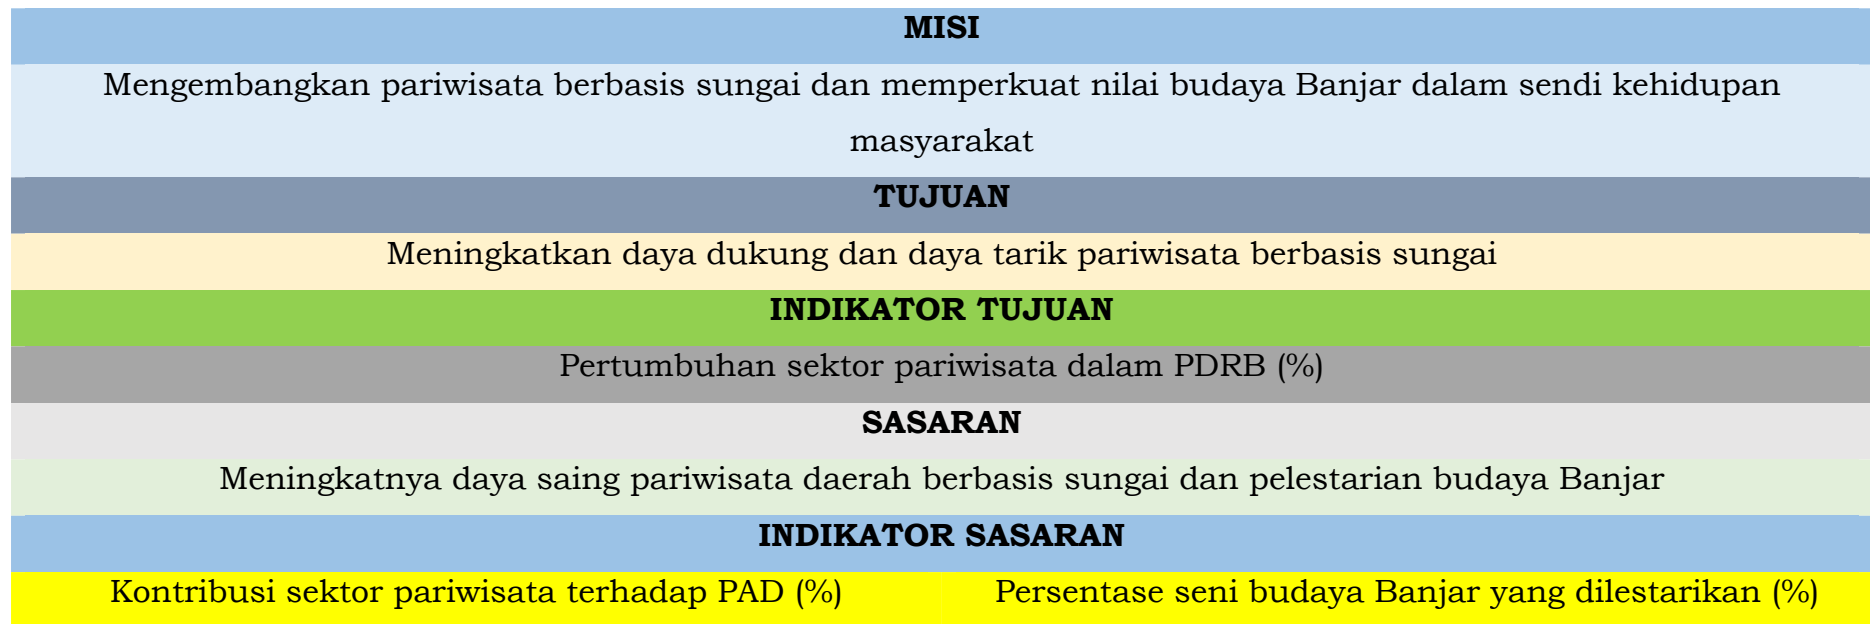 MISI
Mengembangkan pariwisata berbasis sungai dan memperkuat nilai budaya Banjar dalam sendi kehidupan
masyarakat
TUJUAN
Meningkatkan daya dukung dan daya tarik pariwisata berbasis sungai
INDIKATOR TUJUAN
Pertumbuhan sektor pariwisata dalam PDRB (%)
SASARAN
Meningkatnya daya saing pariwisata daerah berbasis sungai dan pelestarian budaya Banjar
INDIKATOR SASARAN
Kontribusi sektor pariwisata terhadap PAD (%) Persentase seni budaya Banjar yang dilestarikan (%)